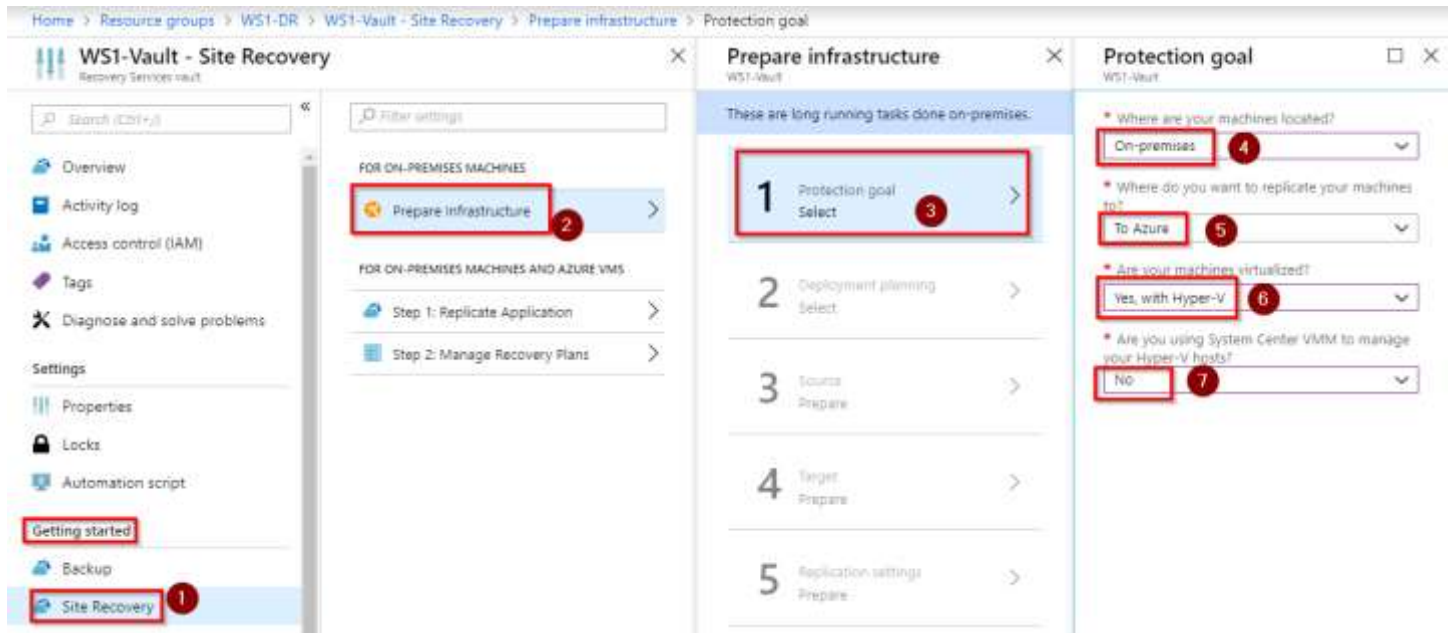 Home > Resource groups > WS1-DR > WS1-Vault - Site Recovery > Prepare infrastructure > Protection goal
WS1-Vault - Site Recovery
Recovery Services vault
Search (Ctrl+/)
«
Overview
Activity log
Access control (IAM)
Tags
Diagnose and solve problems
Settings
Properties
Locks
Automation script
Getting started
Backup
Site Recovery
1
Filter settings
FOR ON-PREMISES MACHINES
Prepare Infrastructure
2
FOR ON-PREMISES MACHINES AND AZURE VMS
Step 1: Replicate Application
Step 2: Manage Recovery Plans
Prepare infrastructure
WS1-Vault
These are long running tasks done on-premises.
1
Protection goal
Select
3
2
Deployment planning
Select
3
Source
Prepare
4
Target
Prepare
5
Replication settings
Prepare
Protection goal
WS1-Vault
* Where are your machines located?
On-premises
4
* Where do you want to replicate your machines
to?
To Azure
5
* Are your machines virtualized?
Yes, with Hyper-V
6
* Are you using System Center VMM to manage
your Hyper-V hosts?
No
7